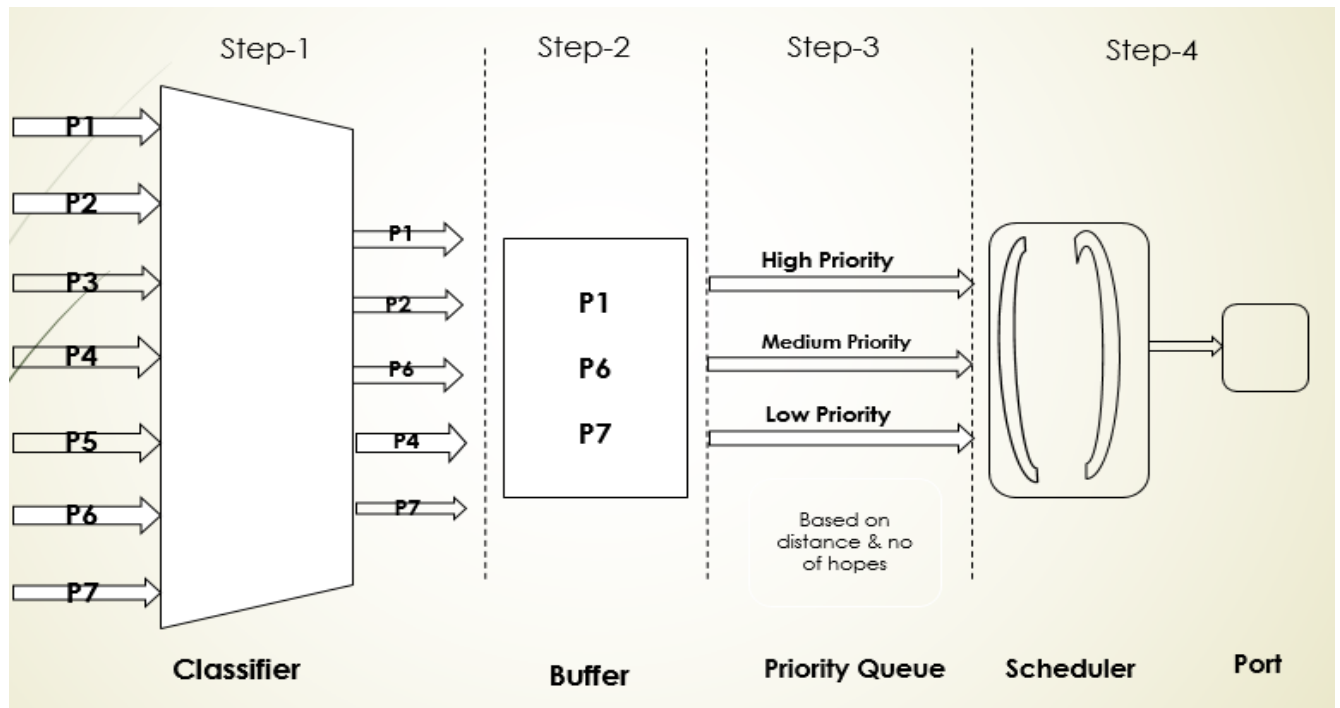 Step-1
Step-2
Step-3
Step-4
P1
P2
P3
P4
P5
P6
P7
P1
P2
P6
P4
P7
P1
P6
P7
High Priority
Medium Priority
Low Priority
Based on
distance & no
of hopes
Classifier
Buffer
Priority Queue
Scheduler
Port